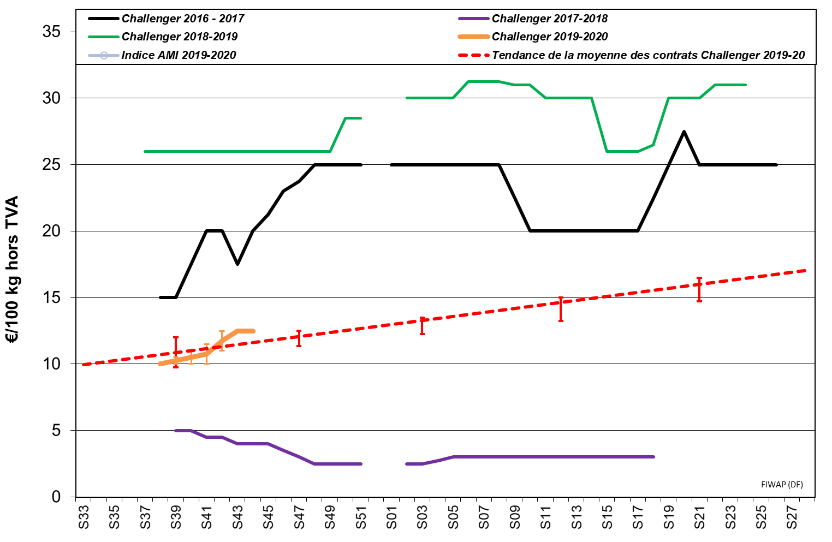 Challenger 2016 - 2017
Challenger 2017-2018
Challenger 2018-2019
Challenger 2019-2020
Indice AMI 2019-2020
Tendance de la moyenne des contrats Challenger 2019-20
€/100 kg hors TVA
35
30
25
20
15
10
5
0
FIWAP (DF)
S33
S35
S37
S39
S41
S43
S45
S47
S49
S51
S01
S03
S05
S07
S09
S11
S13
S15
S17
S19
S21
S23
S25
S27